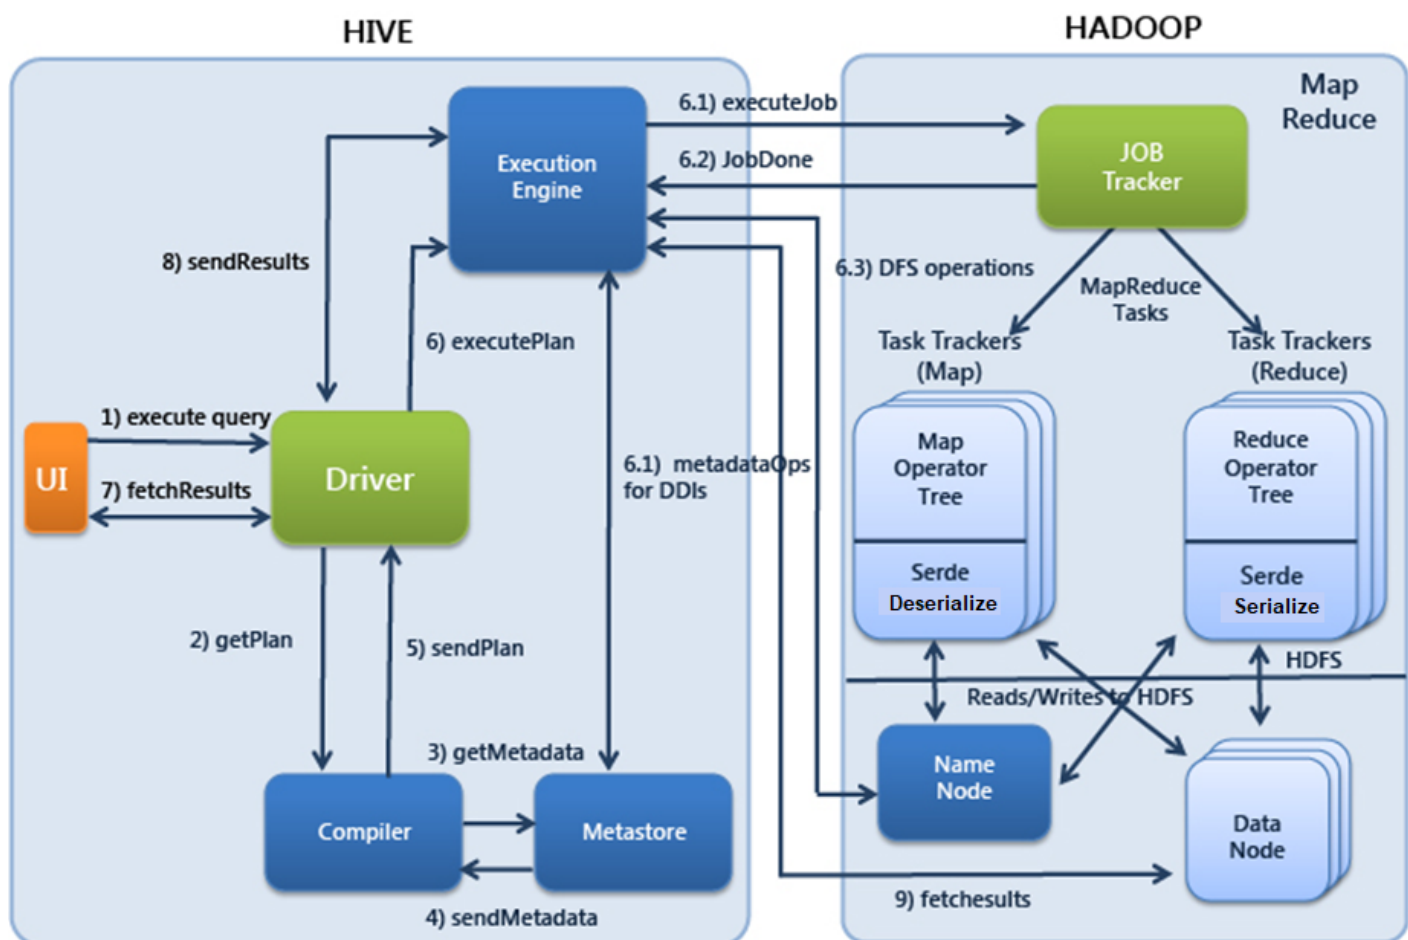 HIVE
HADOOP
Map
Reduce
6.1) executeJob
Execution
Engine
JOB
Tracker
6.2) JobDone
8) sendResults
6.3) DFS operations
MapReduce
Tasks
6) executePlan
Task Trackers
(Map)
Task Trackers
(Reduce)
1) execute query
UI
Driver
7) fetchResults
6.1) metadataOps
for DDIs
Map
Operator
Tree
Reduce
Operator
Tree
Serde
Deserialize
Serde
Serialize
2) getPlan
5) sendPlan
HDFS
Reads/Writes to HDFS
3) getMetadata
Name
Node
Compiler
Metastore
Data
Node
9) fetchesults
4) sendMetadata